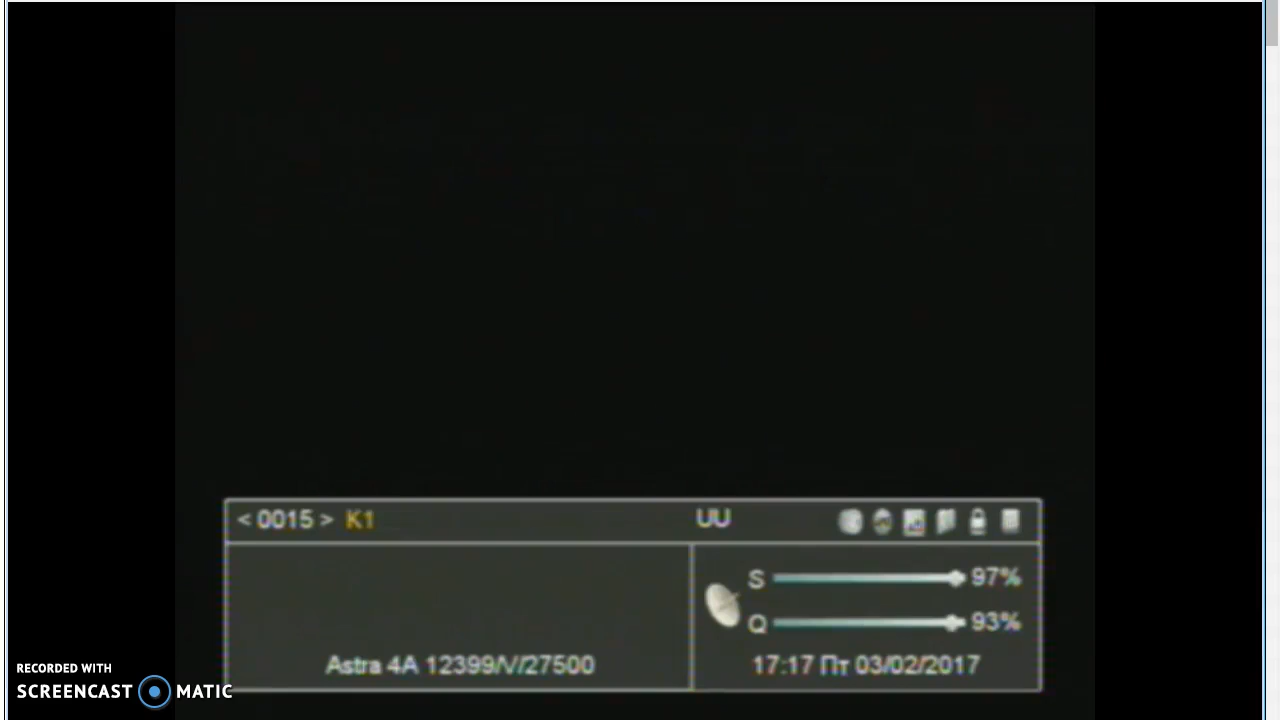 < 0015 > K1 UU
S 97%
Q 93%
Astra 4A 12399/V/27500
17:17 Пт 03/02/2017
RECORDED WITH
SCREENCAST MATIC